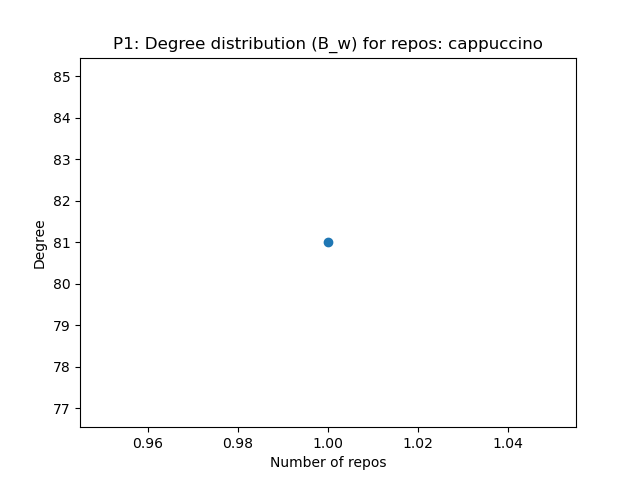 P1: Degree distribution (B_w) for repos: cappuccino
85
84
83
82
81
80
79
78
77
Degree
0.96 0.98 1.00 1.02 1.04
Number of repos